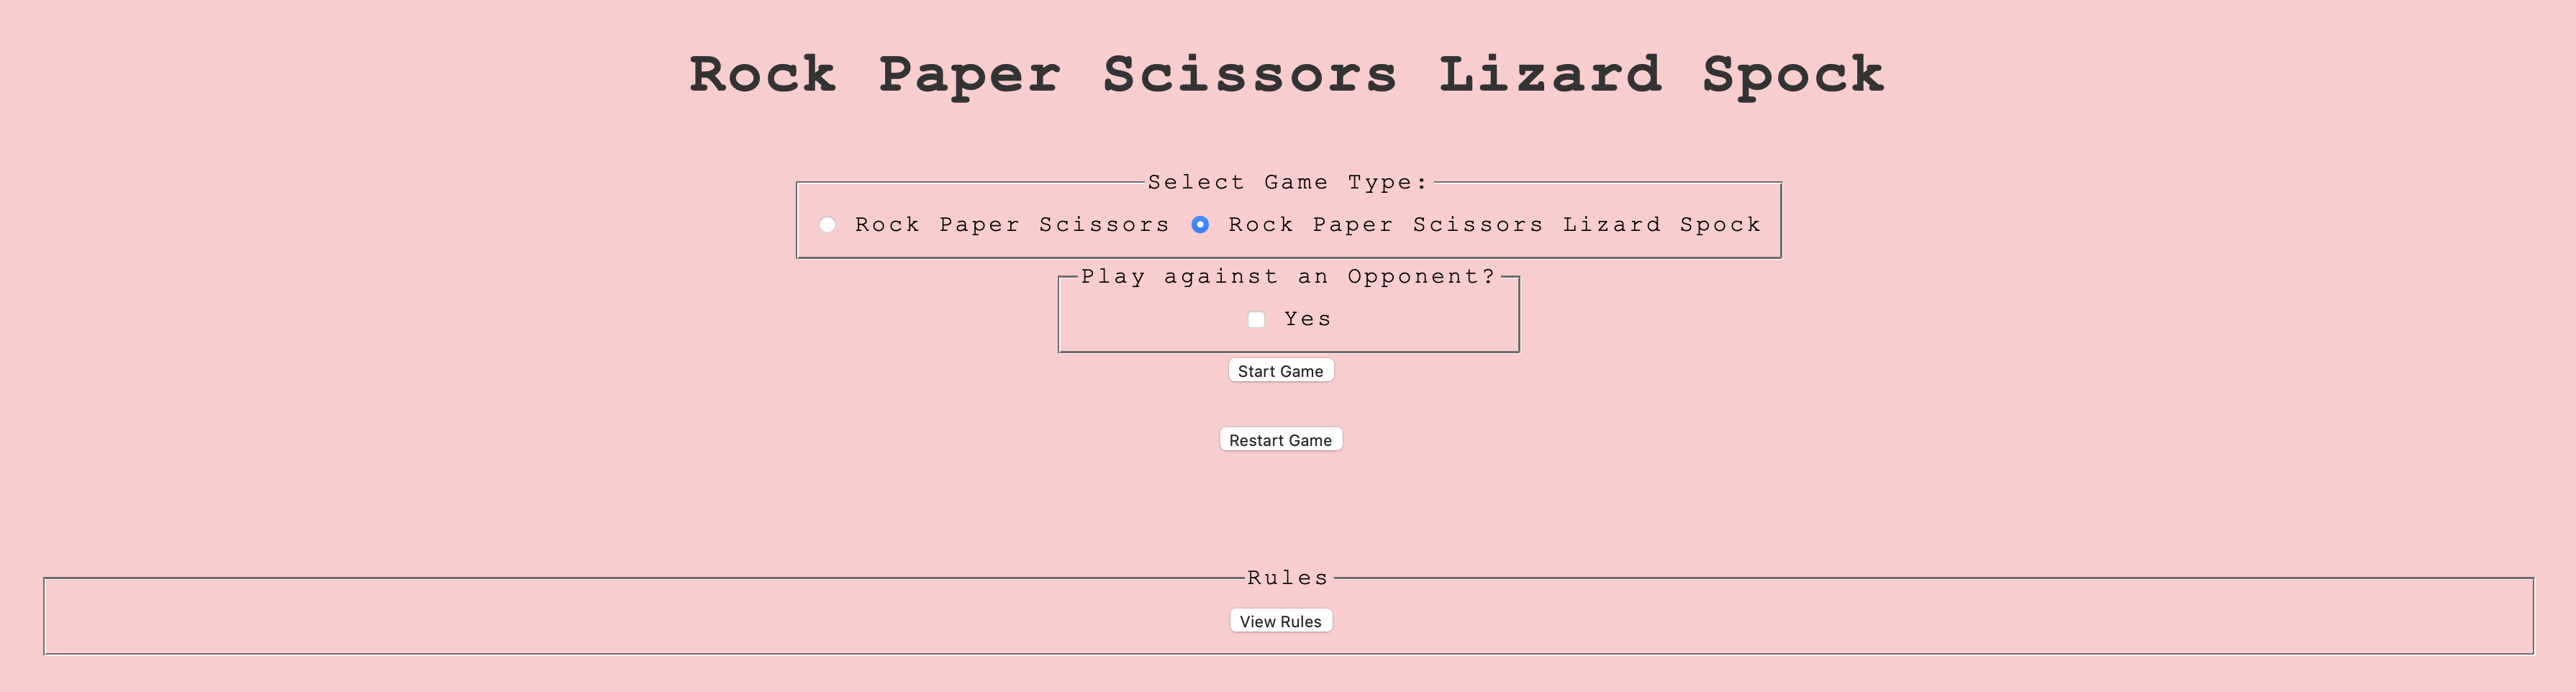 Rock Paper Scissors Lizard Spock
Select Game Type:
Rock Paper Scissors Rock Paper Scissors Lizard Spock
Play against an Opponent?
Yes
Start Game
Restart Game
Rules
View Rules